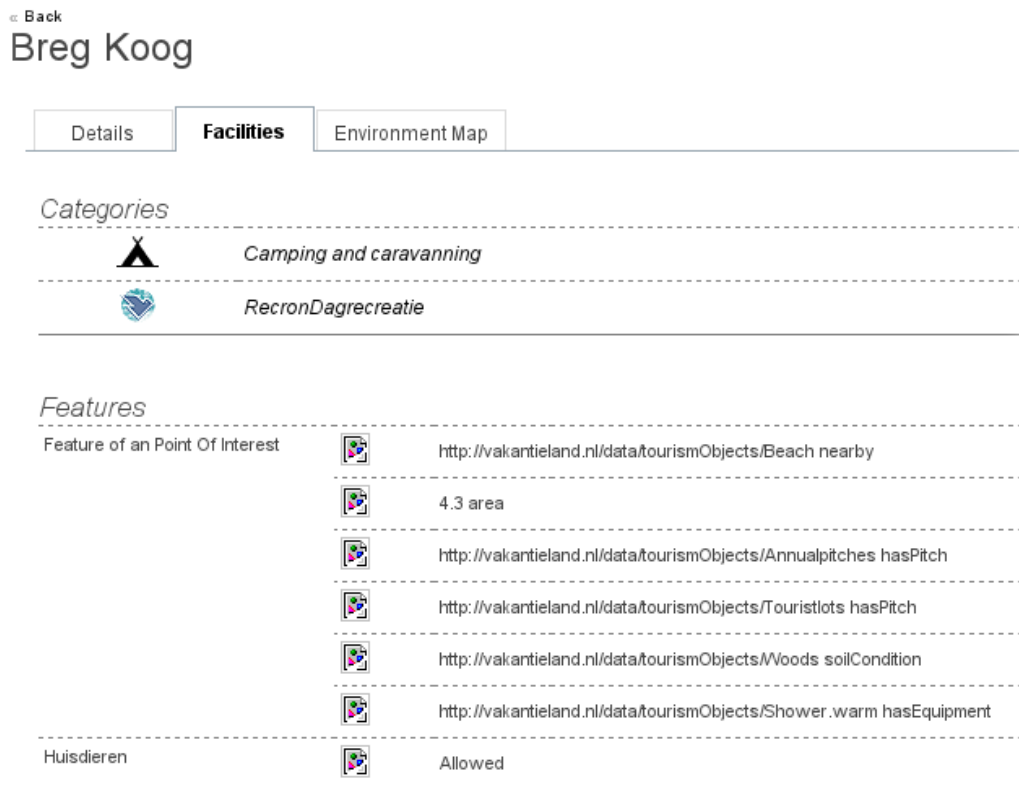 « Back
Breg Koog
Details Facilities Environment Map
Categories
Camping and caravanning
RecronDagrecreatie
Features
Feature of an Point Of Interest http://vakantieland.nl/data/tourismObjects/Beach nearby
4.3 area
http://vakantieland.nl/data/tourismObjects/Annualpitches hasPitch
http://vakantieland.nl/data/tourismObjects/Touristlots hasPitch
http://vakantieland.nl/data/tourismObjects/Woods soilCondition
http://vakantieland.nl/data/tourismObjects/Shower.warm hasEquipment
Huisdieren Allowed